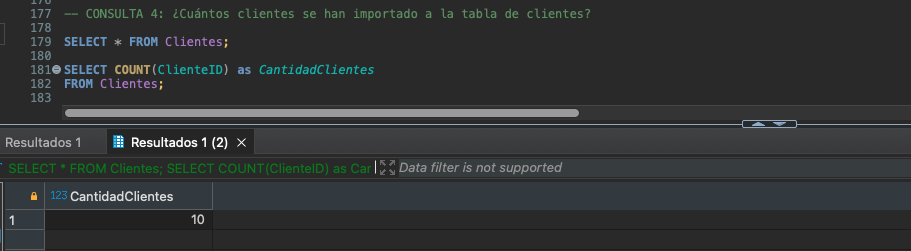 176
177 -- CONSULTA 4: ¿Cuántos clientes se han importado a la tabla de clientes?
178
179 SELECT * FROM Clientes;
180
181 SELECT COUNT(ClienteID) as CantidadClientes
182 FROM Clientes;
183
Resultados 1 Resultados 1 (2)
SELECT * FROM Clientes; SELECT COUNT(ClienteID) as Car Data filter is not supported
123 CantidadClientes
1 10